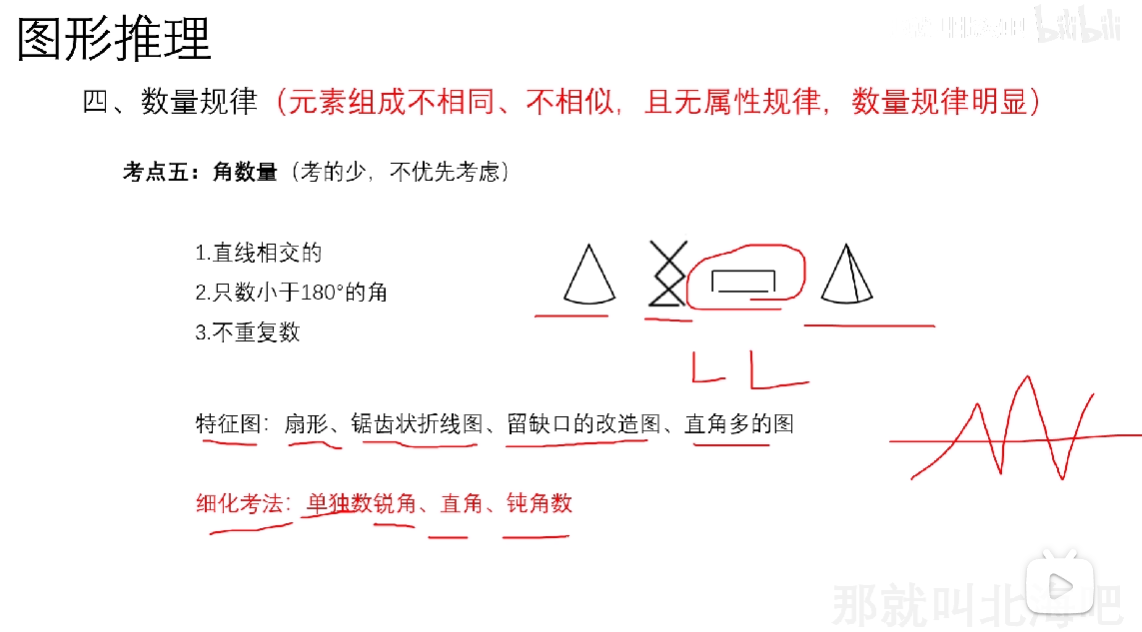 图形推理
bilibili
四、数量规律（元素组成不相同、不相似，且无属性规律，数量规律明显）
考点五：角数量（考的少，不优先考虑）
1.直线相交的
2.只数小于180°的角
3.不重复数
特征图：扇形、锯齿状折线图、留缺口的改造图、直角多的图
细化考法：单独数锐角、直角、钝角数
那就叫北海吧